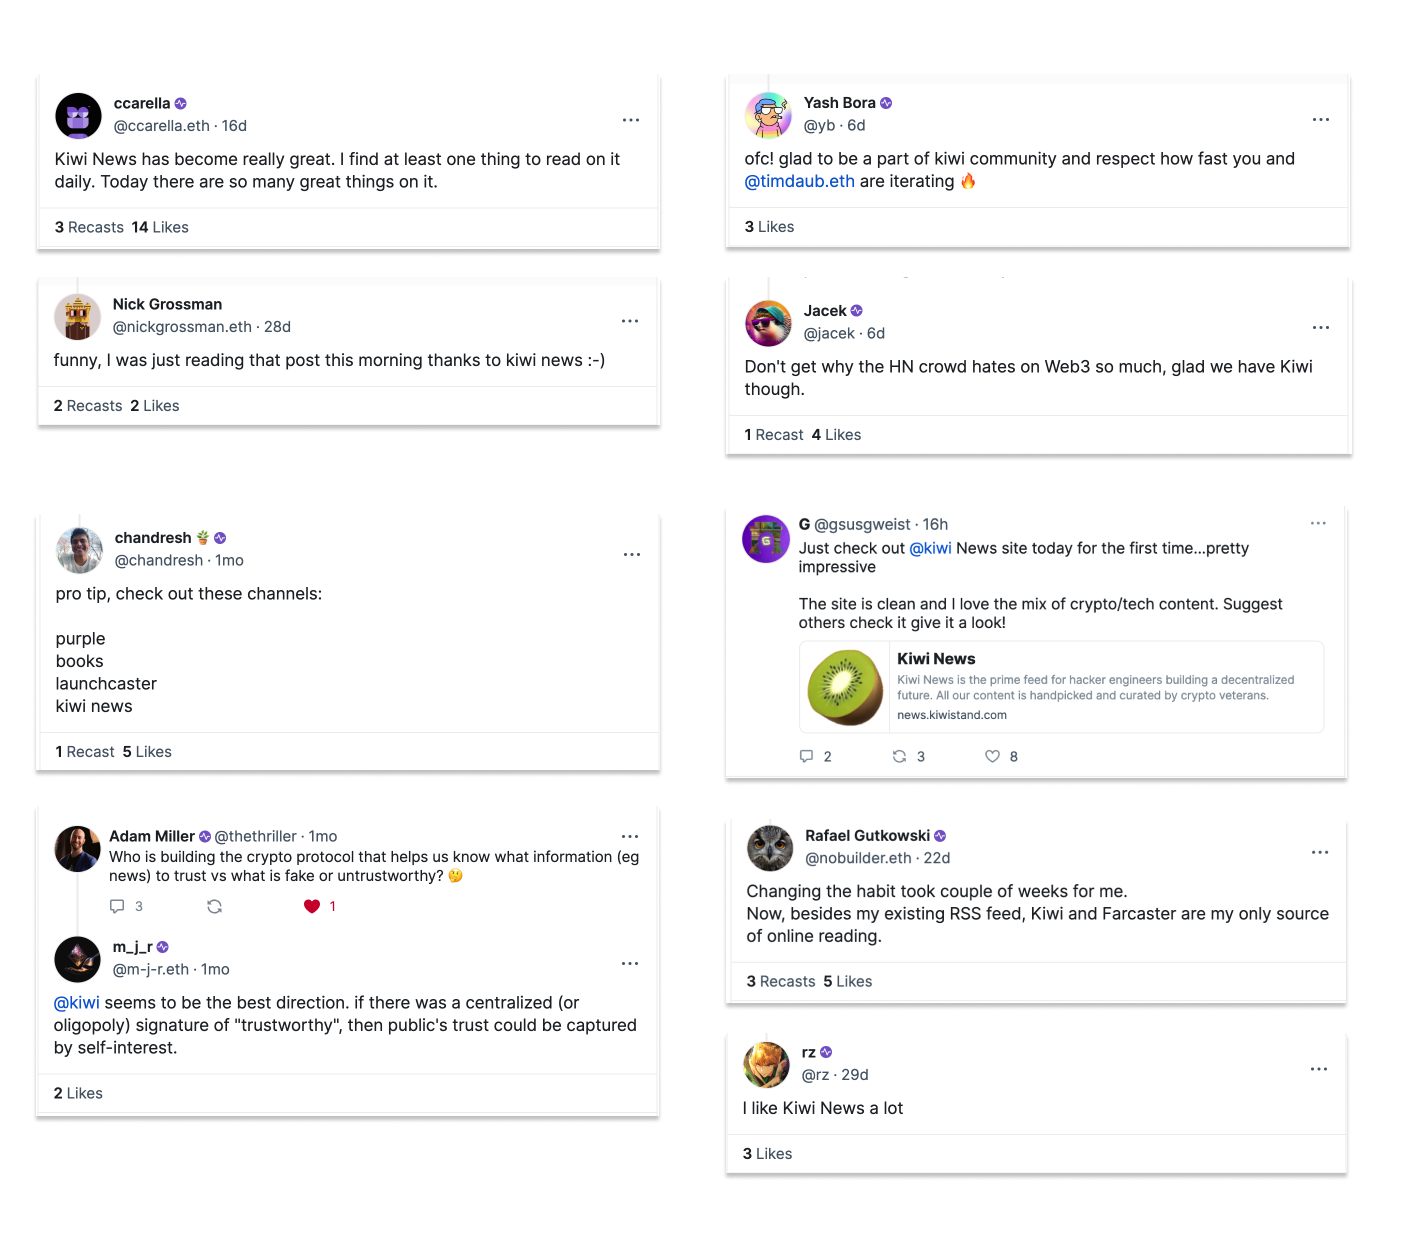 ccarella
@ccarella.eth · 16d
Kiwi News has become really great. I find at least one thing to read on it
daily. Today there are so many great things on it.
3 Recasts 14 Likes
Nick Grossman
@nickgrossman.eth · 28d
funny, I was just reading that post this morning thanks to kiwi news :-)
2 Recasts 2 Likes
chandresh 🪴
@chandresh · 1mo
pro tip, check out these channels:
purple
books
launchcaster
kiwi news
1 Recast 5 Likes
Adam Miller @thethriller · 1mo
Who is building the crypto protocol that helps us know what information (eg
news) to trust vs what is fake or untrustworthy? 🤔
3 1
m_j_r
@m-j-r.eth · 1mo
@kiwi seems to be the best direction. if there was a centralized (or
oligopoly) signature of "trustworthy", then public's trust could be captured
by self-interest.
2 Likes
Yash Bora
@yb · 6d
ofc! glad to be a part of kiwi community and respect how fast you and
@timdaub.eth are iterating 🔥
3 Likes
Jacek
@jacek · 6d
Don't get why the HN crowd hates on Web3 so much, glad we have Kiwi
though.
1 Recast 4 Likes
G @gsusgweist · 16h
Just check out @kiwi News site today for the first time...pretty
impressive
The site is clean and I love the mix of crypto/tech content. Suggest
others check it give it a look!
Kiwi News
Kiwi News is the prime feed for hacker engineers building a decentralized
future. All our content is handpicked and curated by crypto veterans.
news.kiwistand.com
2 3 8
Rafael Gutkowski
@nobuilder.eth · 22d
Changing the habit took couple of weeks for me.
Now, besides my existing RSS feed, Kiwi and Farcaster are my only source
of online reading.
3 Recasts 5 Likes
rz
@rz · 29d
I like Kiwi News a lot
3 Likes